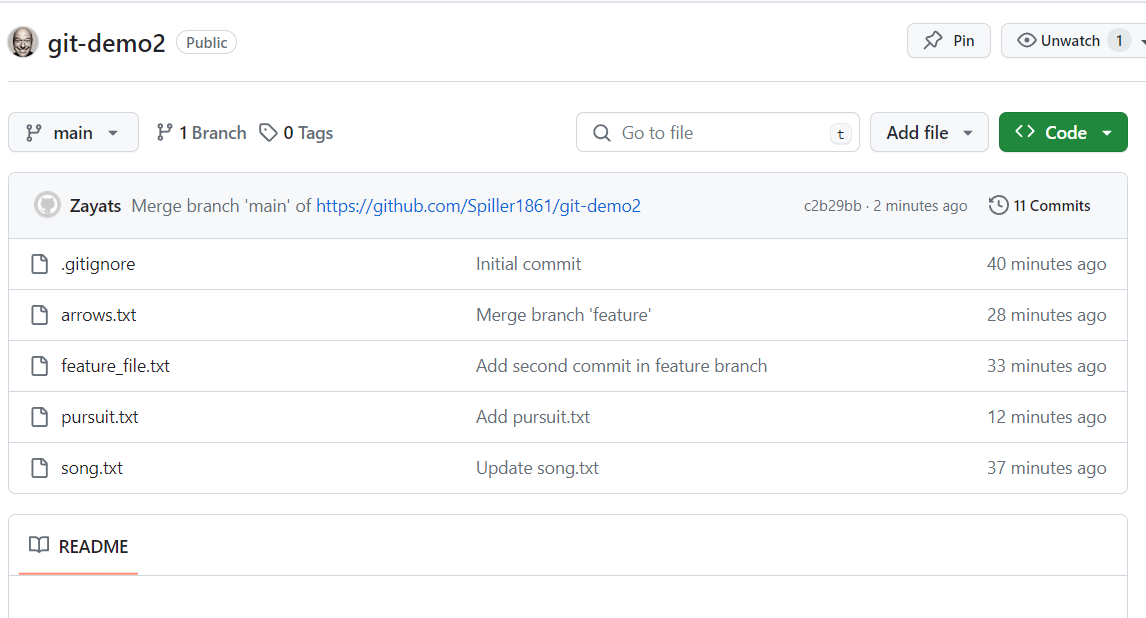 git-demo2 Public Pin Unwatch 1
main 1 Branch 0 Tags Go to file t Add file Code
Zayats Merge branch 'main' of https://github.com/Spiller1861/git-demo2 c2b29bb · 2 minutes ago 11 Commits
.gitignore Initial commit 40 minutes ago
arrows.txt Merge branch 'feature' 28 minutes ago
feature_file.txt Add second commit in feature branch 33 minutes ago
pursuit.txt Add pursuit.txt 12 minutes ago
song.txt Update song.txt 37 minutes ago
README